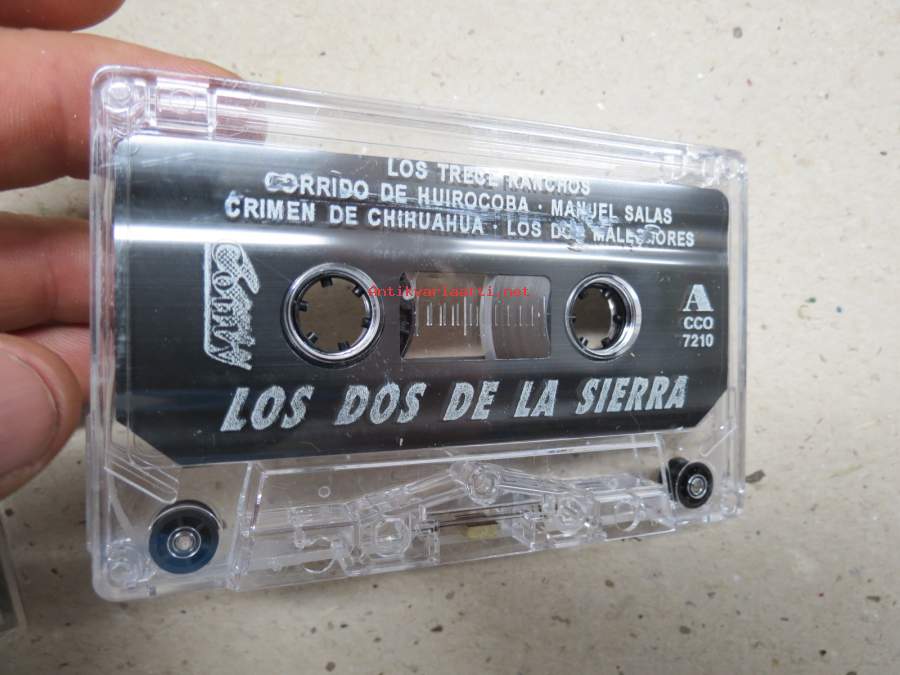 LOS TRECE RANCHOS
CORRIDO DE HUIROCOBA · MANUEL SALAS
CRIMEN DE CHIHUAHUA · LOS DOS MALHECHORES
Antikvariaatti.net
A
CCO
7210
LOS DOS DE LA SIERRA